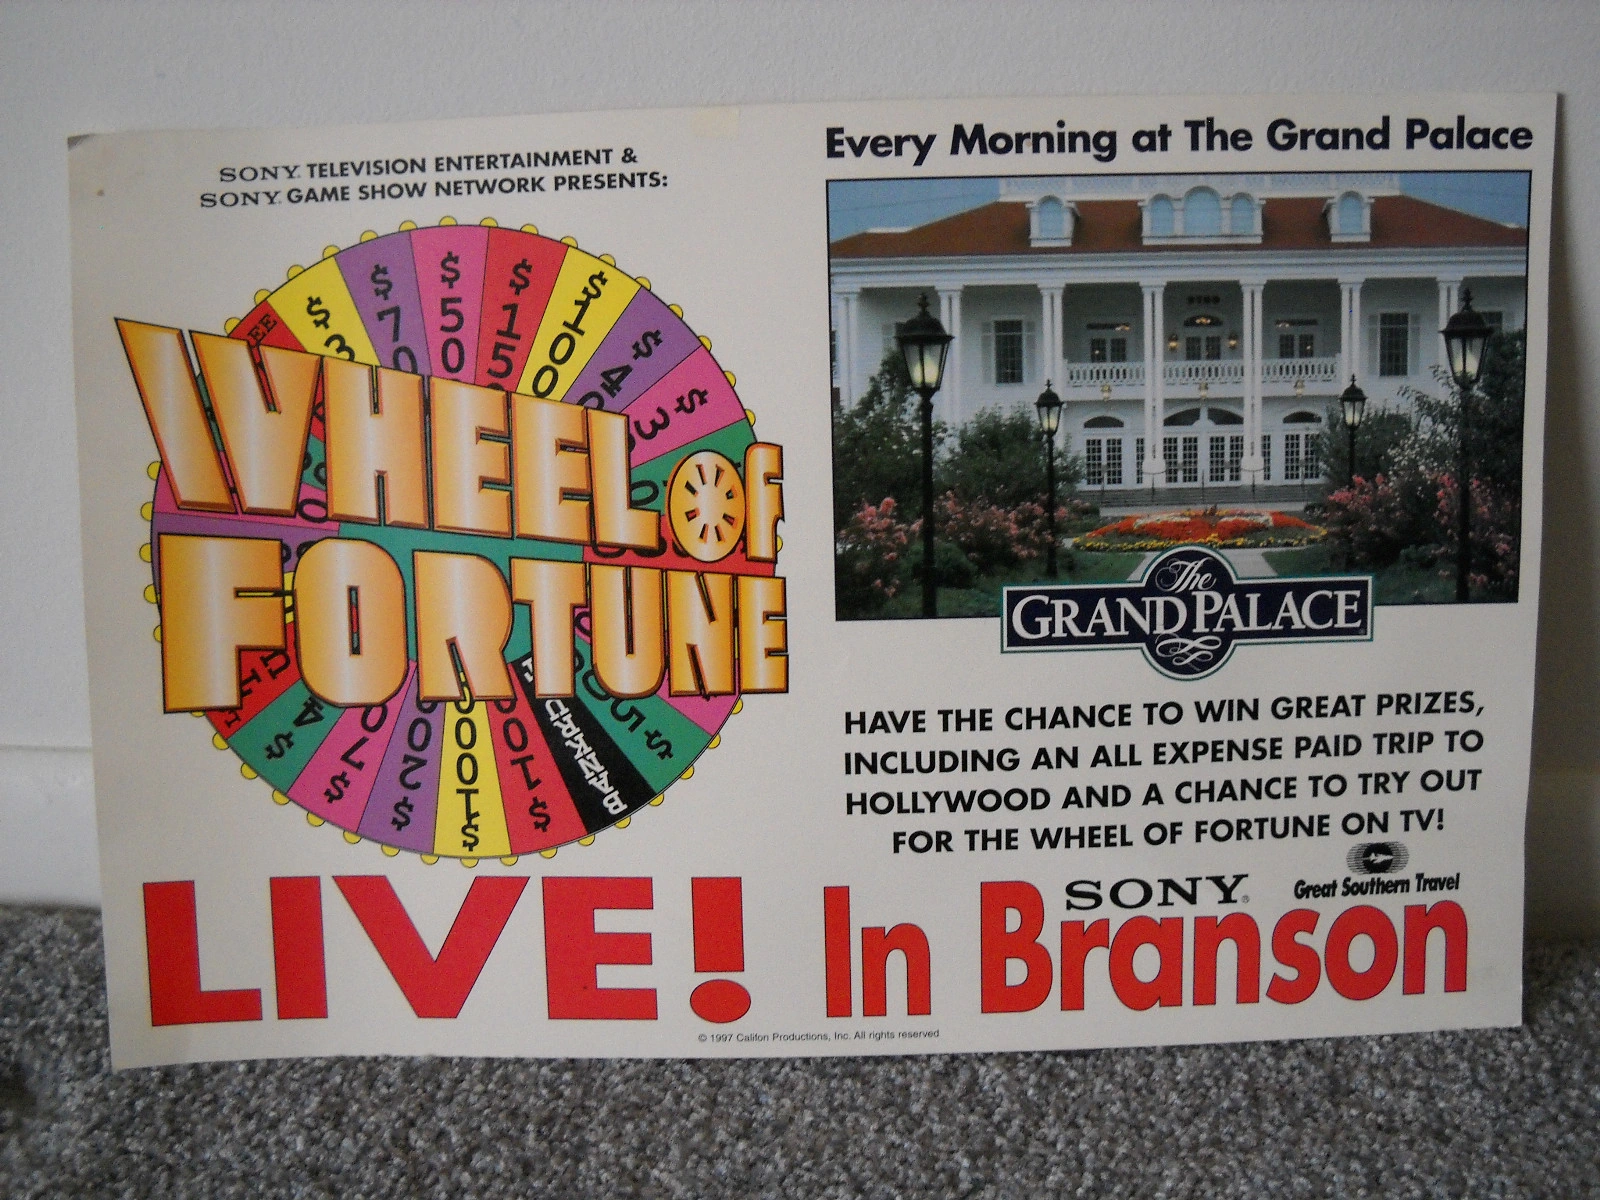 SONY TELEVISION ENTERTAINMENT &
SONY GAME SHOW NETWORK PRESENTS:
WHEEL OF
FORTUNE
LIVE! In Branson
Every Morning at The Grand Palace
The
GRAND PALACE
HAVE THE CHANCE TO WIN GREAT PRIZES,
INCLUDING AN ALL EXPENSE PAID TRIP TO
HOLLYWOOD AND A CHANCE TO TRY OUT
FOR THE WHEEL OF FORTUNE ON TV!
SONY
Great Southern Travel
© 1997 Califon Productions, Inc. All rights reserved
BANKRUPT